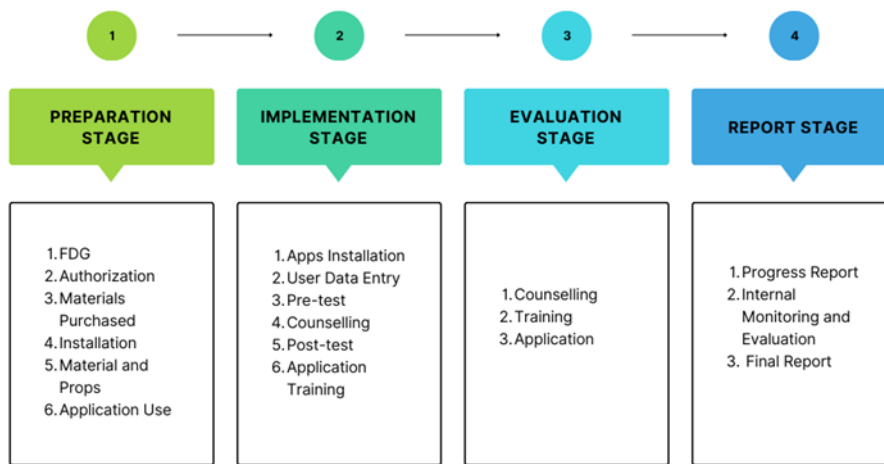 1
2
3
4
PREPARATION
STAGE
IMPLEMENTATION
STAGE
EVALUATION
STAGE
REPORT STAGE
1. FDG
2. Authorization
3. Materials
Purchased
4. Installation
5. Material and
Props
6. Application Use
1. Apps Installation
2. User Data Entry
3. Pre-test
4. Counselling
5. Post-test
6. Application
Training
1. Counselling
2. Training
3. Application
1. Progress Report
2. Internal
Monitoring and
Evaluation
3. Final Report